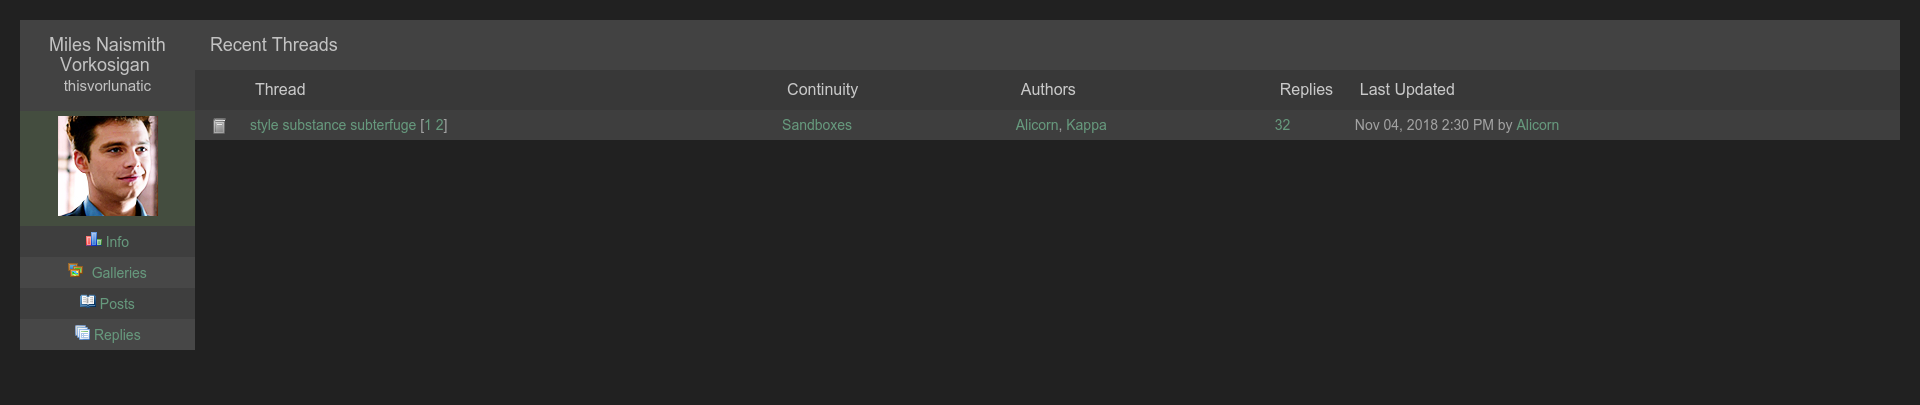 Miles Naismith
Vorkosigan
thisvorlunatic
Info
Galleries
Posts
Replies
Recent Threads
Thread Continuity Authors Replies Last Updated
style substance subterfuge [1 2] Sandboxes Alicorn, Kappa 32 Nov 04, 2018 2:30 PM by Alicorn